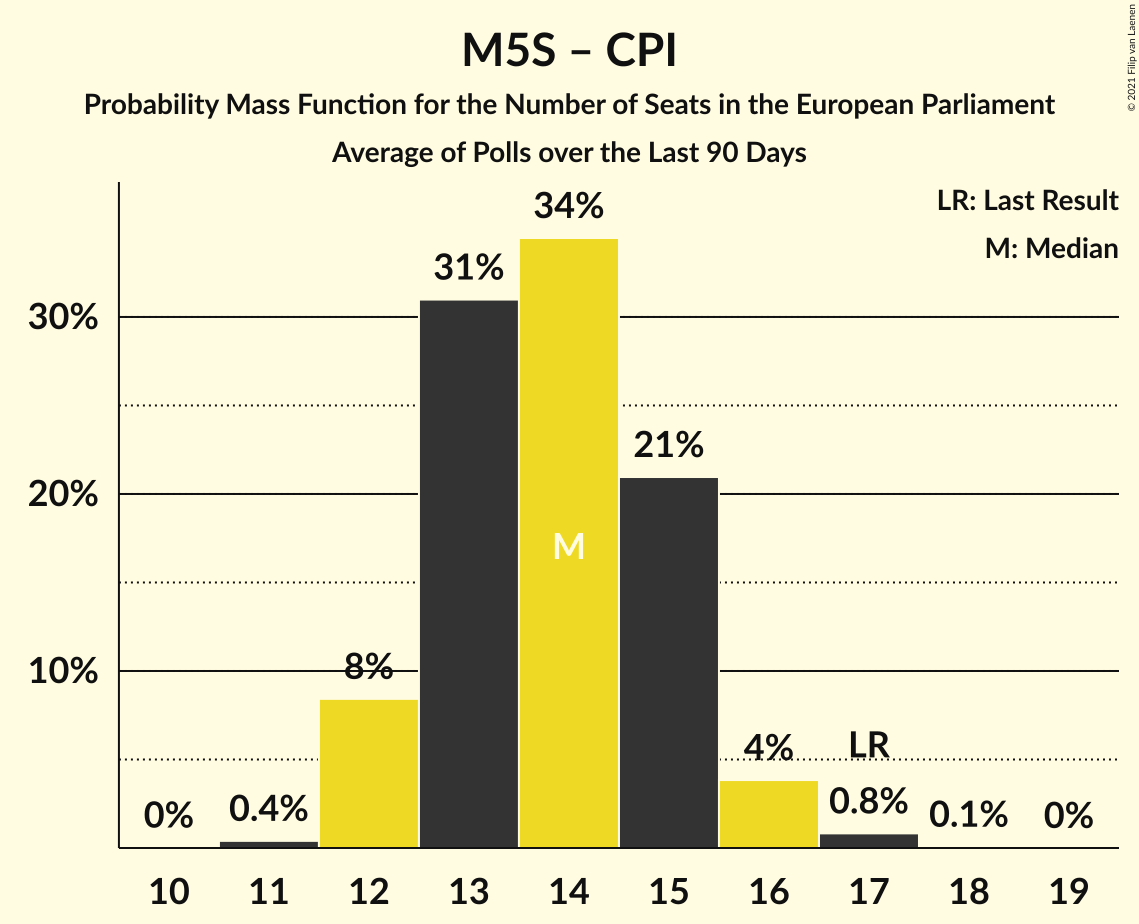 M5S – CPI
Probability Mass Function for the Number of Seats in the European Parliament
Average of Polls over the Last 90 Days
© 2021 Filip van Laenen
LR: Last Result
M: Median
34%
31%
30%
21%
20%
M
10%
8%
4%
LR
0%
0.4%
0.8%
0.1%
0%
10 11 12 13 14 15 16 17 18 19